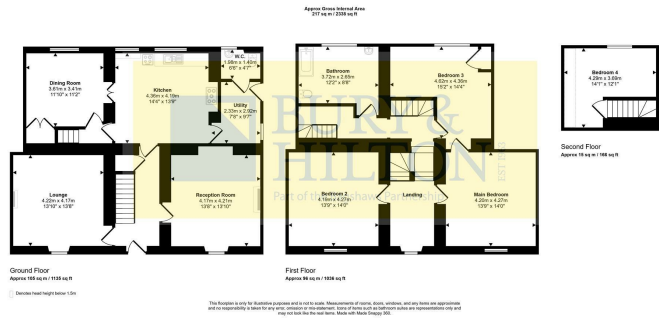 Approx Gross Internal Area
217 sq m / 2338 sq ft
W.C.
1.98m x 1.40m
6'6" x 4'7"
Dining Room
3.61m x 3.41m
11'10" x 11'2"
Kitchen
4.38m x 4.19m
14'4" x 13'9"
Utility
2.33m x 2.92m
7'8" x 9'7"
Lounge
4.22m x 4.17m
13'10" x 13'8"
Reception Room
4.17m x 4.21m
13'8" x 13'10"
Ground Floor
Approx 105 sq m / 1135 sq ft
Denotes head height below 1.5m
Bathroom
3.72m x 2.65m
12'2" x 8'8"
Bedroom 3
4.62m x 4.36m
15'2" x 14'4"
Bedroom 2
4.18m x 4.27m
13'9" x 14'0"
Landing
Main Bedroom
4.20m x 4.27m
13'9" x 14'0"
First Floor
Approx 96 sq m / 1036 sq ft
Bedroom 4
4.29m x 3.69m
14'1" x 12'1"
Second Floor
Approx 15 sq m / 166 sq ft
BURY &
HILTON
EST
This floorplan is only for illustrative purposes and is not to scale. Measurements of rooms, doors, windows, and any items are approximate
and no responsibility is taken for any error, omission or mis-statement. Icons of items such as bathroom suites are representations only and
may not look like the real items. Made with Made Snappy 360.